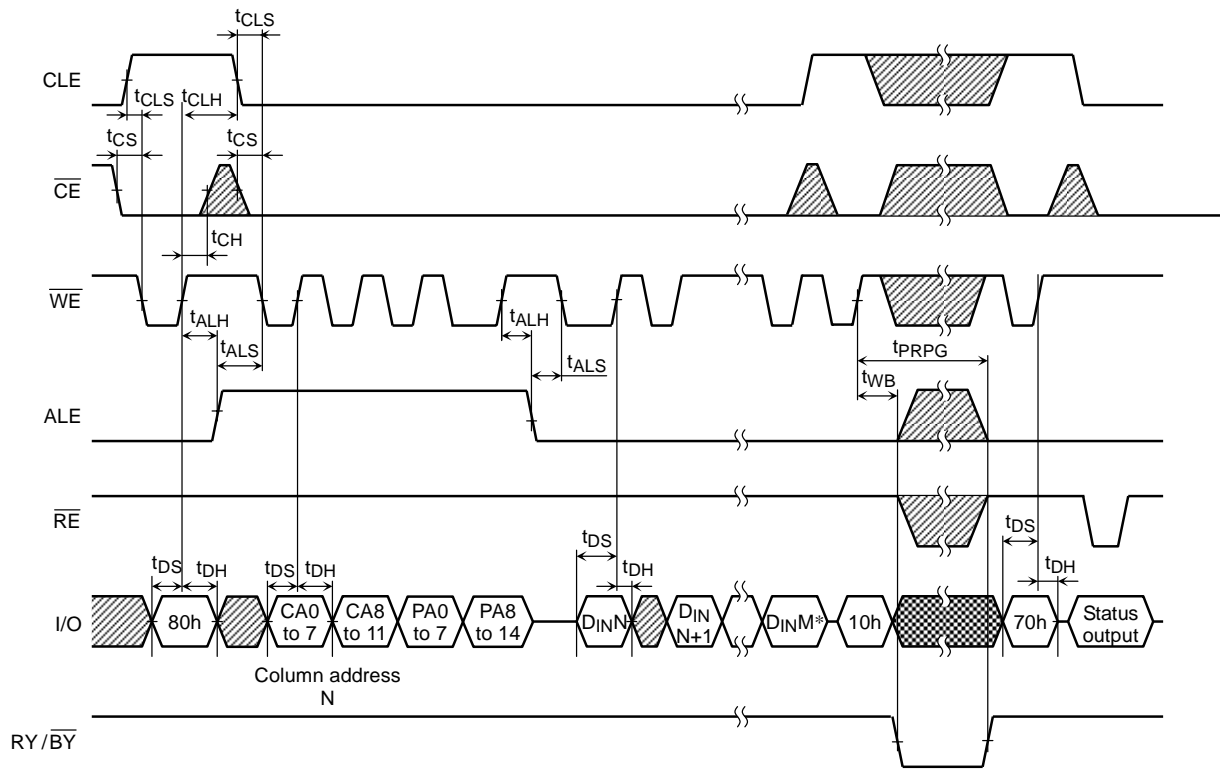 tCLS
CLE
tCLS tCLH
tCS tCS
CE
tCH
WE
tALH tALH
tALS tALS
tPRPG
tWB
ALE
RE
tDS tDH tDS tDH tDS tDH tDS tDH
I/O
80h
CA0 to 7
CA8 to 11
PA0 to 7
PA8 to 14
DINN
DIN N+1
DINM*
10h
70h
Status output
Column address
N
RY/BY